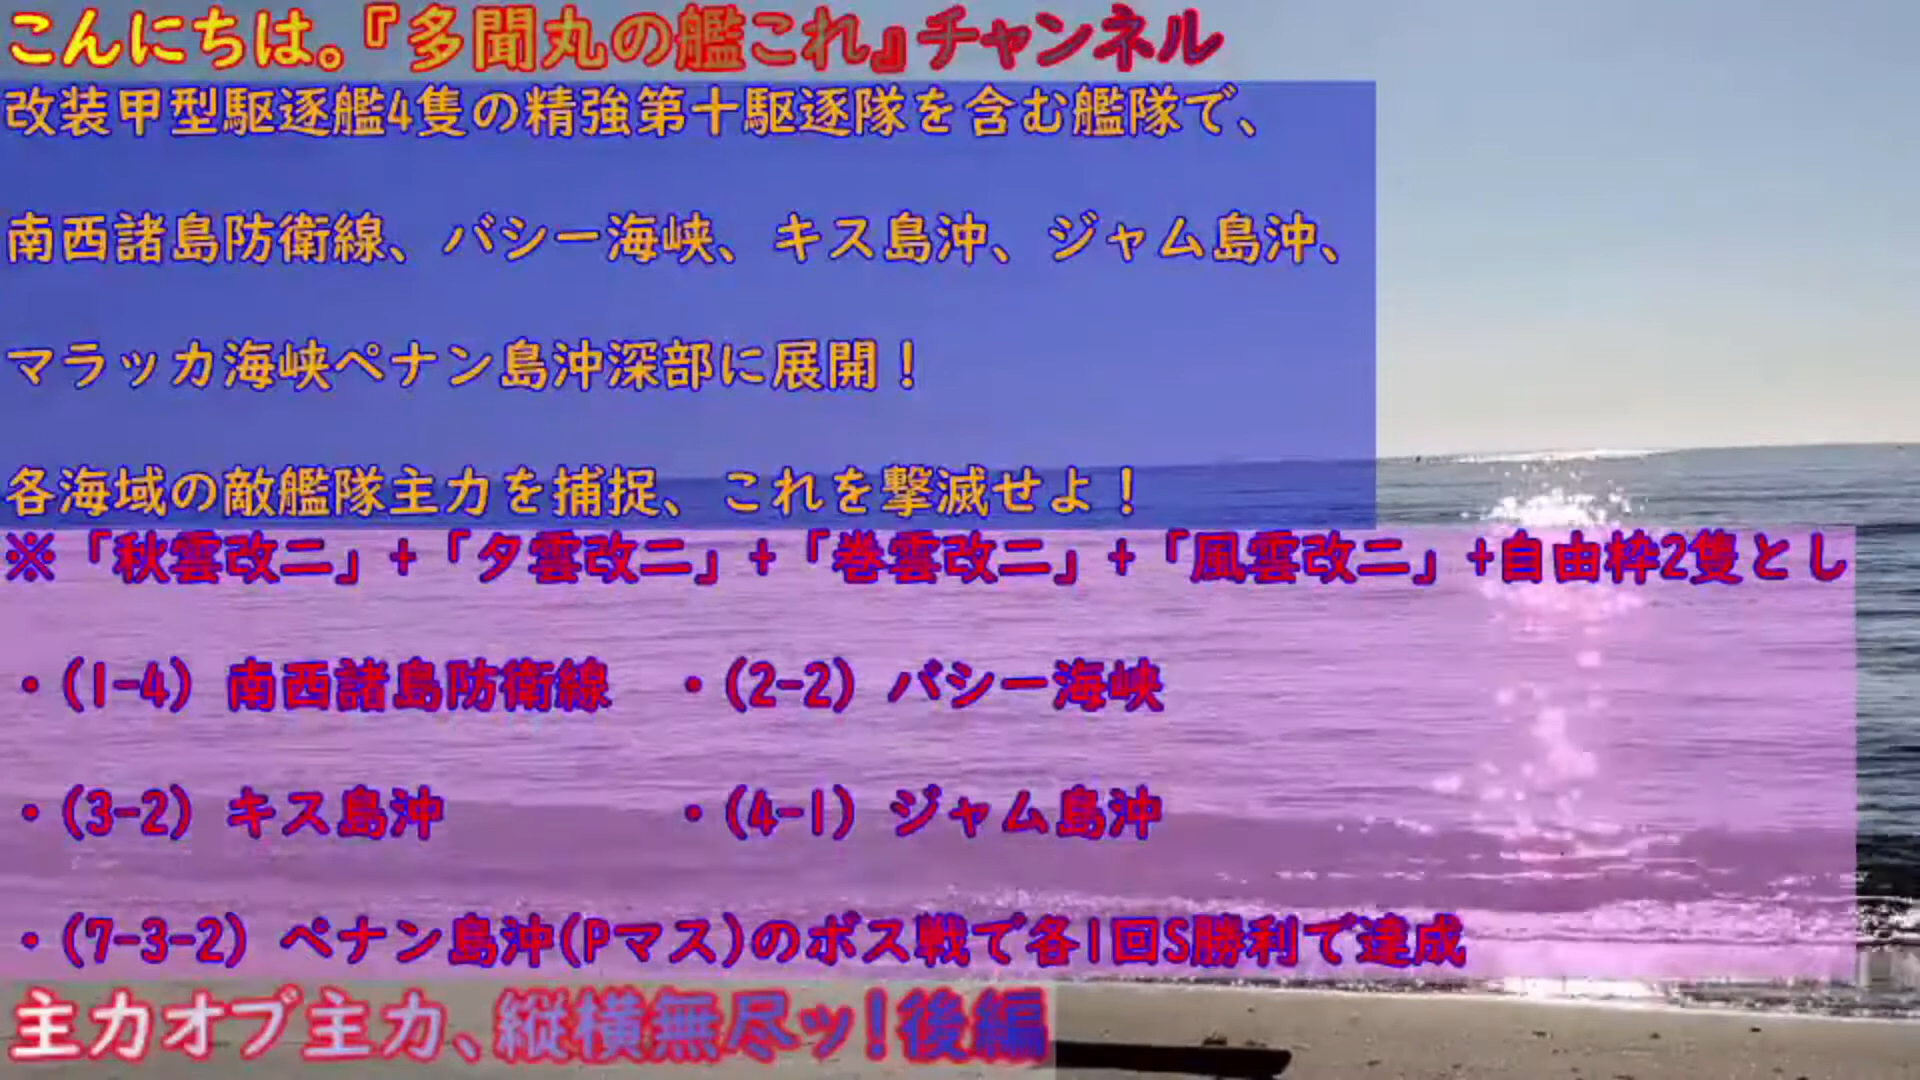 こんにちは。『多聞丸の艦これ』チャンネル
改装甲型駆逐艦4隻の精強第十駆逐隊を含む艦隊で、
南西諸島防衛線、バシー海峡、キス島沖、ジャム島沖、
マラッカ海峡ペナン島沖深部に展開！
各海域の敵艦隊主力を捕捉、これを撃滅せよ！
※「秋雲改二」+「夕雲改二」+「巻雲改二」+「風雲改二」+自由枠2隻とし
・(1-4) 南西諸島防衛線 ・(2-2) バシー海峡
・(3-2) キス島沖 ・(4-1) ジャム島沖
・(7-3-2) ペナン島沖(Pマス)のボス戦で各1回S勝利で達成
主力オブ主力、縦横無尽ッ！後編